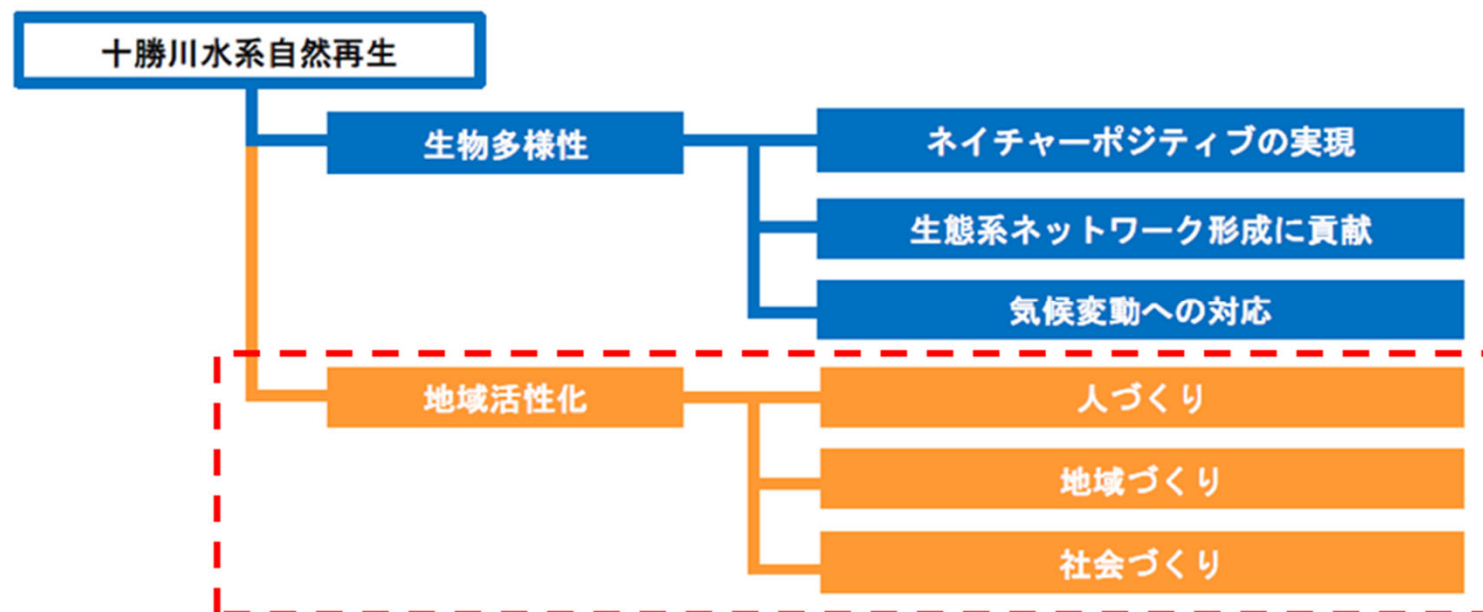 十勝川水系自然再生
生物多様性
ネイチャーポジティブの実現
生態系ネットワーク形成に貢献
気候変動への対応
地域活性化
人づくり
地域づくり
社会づくり